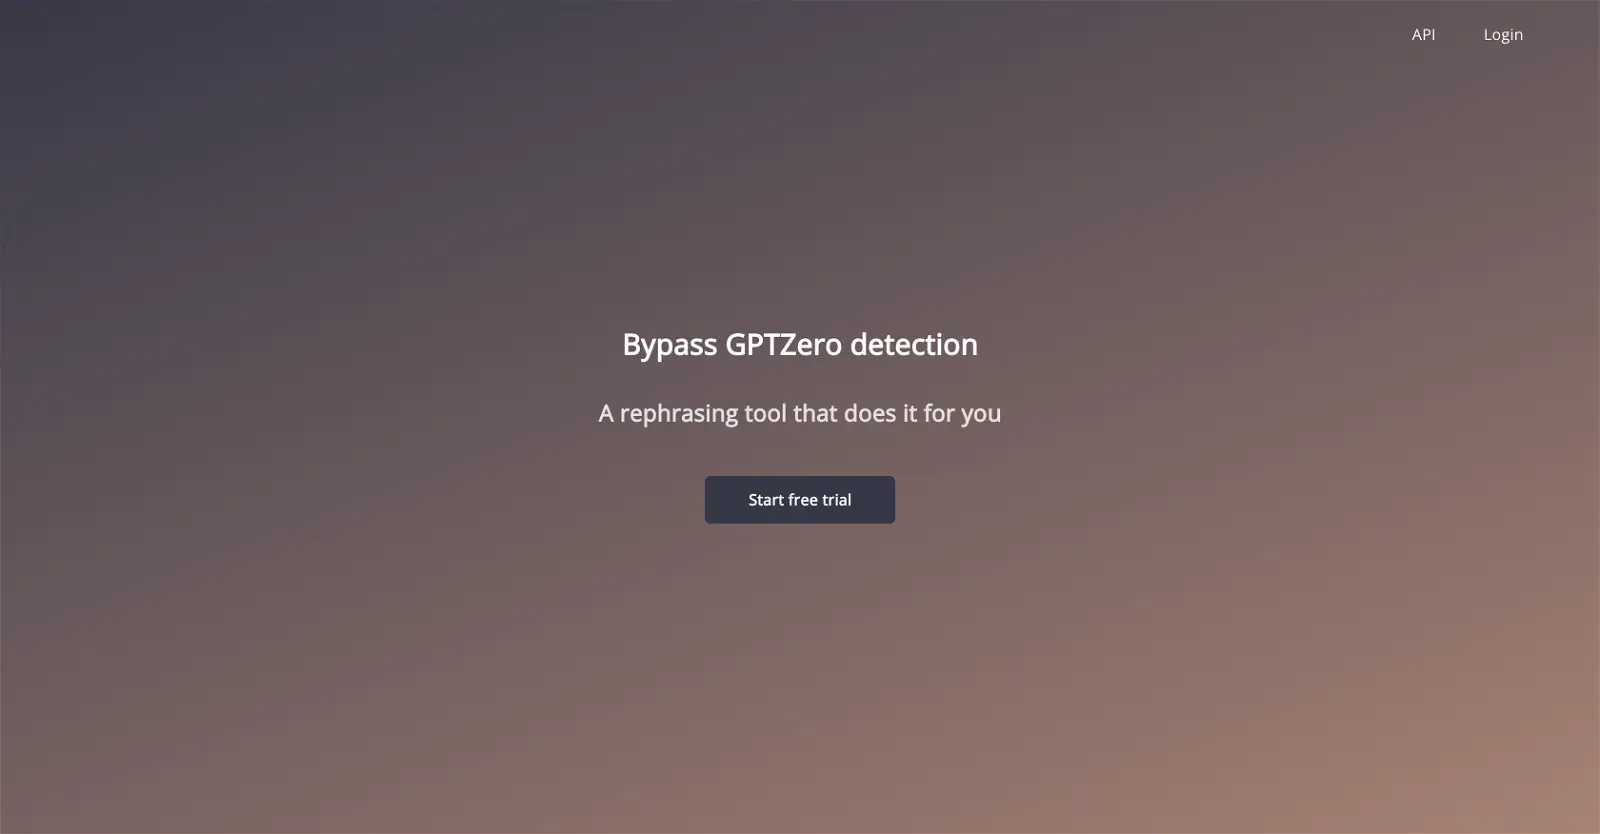 API Login
Bypass GPTZero detection
A rephrasing tool that does it for you
Start free trial